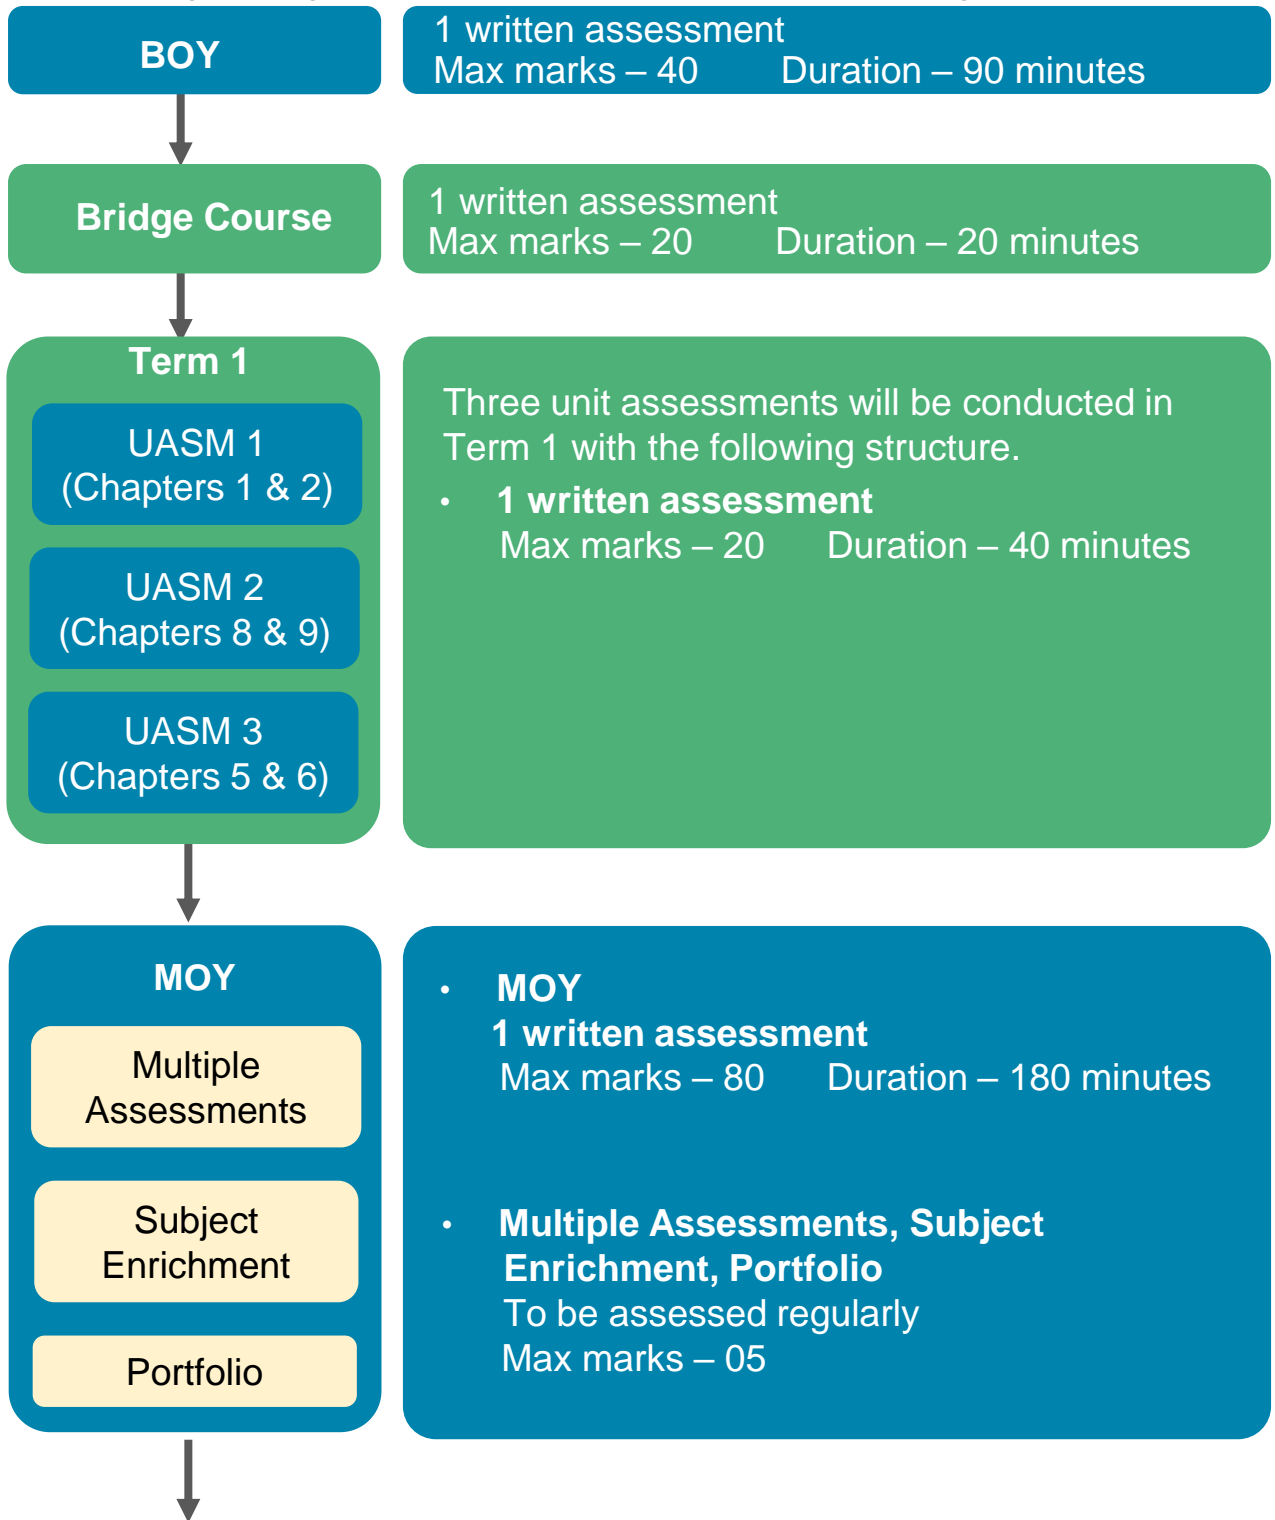 BOY
1 written assessment
Max marks – 40 Duration – 90 minutes
Bridge Course
1 written assessment
Max marks – 20 Duration – 20 minutes
Term 1
UASM 1
(Chapters 1 & 2)
UASM 2
(Chapters 8 & 9)
UASM 3
(Chapters 5 & 6)
Three unit assessments will be conducted in
Term 1 with the following structure.
• 1 written assessment
Max marks – 20 Duration – 40 minutes
MOY
Multiple
Assessments
Subject
Enrichment
Portfolio
• MOY
1 written assessment
Max marks – 80 Duration – 180 minutes
• Multiple Assessments, Subject
Enrichment, Portfolio
To be assessed regularly
Max marks – 05